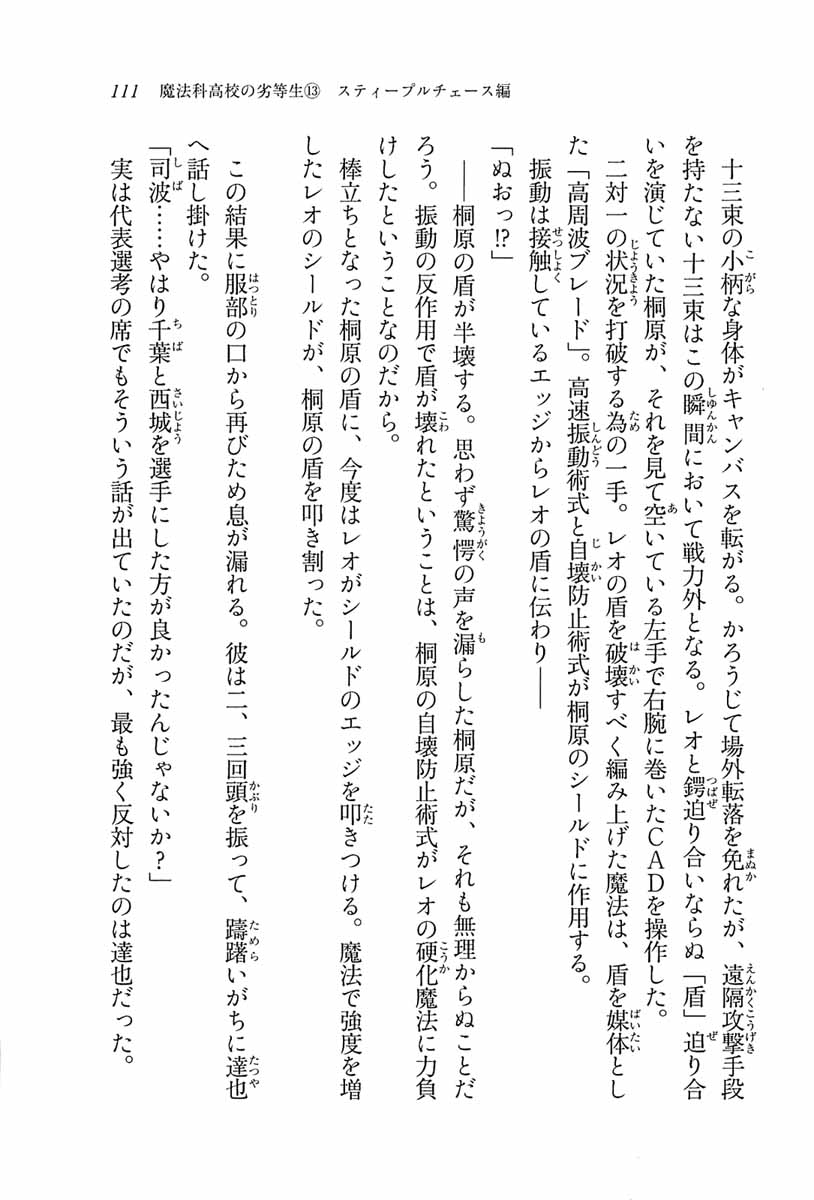 111　魔法科高校の劣等生⑬　スティープルチェース編
　十三束の小柄な身体がキャンバスを転がる。かろうじて場外転落を免れたが、遠隔攻撃手段
を持たない十三束はこの瞬間において戦力外となる。レオと鍔迫り合いならぬ「盾」迫り合
いを演じていた桐原が、それを見て空いている左手で右腕に巻いたＣＡＤを操作した。
　二対一の状況を打破する為の一手。レオの盾を破壊すべく編み上げた魔法は、盾を媒体とし
た「高周波ブレード」。高速振動術式と自壊防止術式が桐原のシールドに作用する。
　振動は接触しているエッジからレオの盾に伝わり――
「ぬおっ!?」
　――桐原の盾が半壊する。思わず驚愕の声を漏らした桐原だが、それも無理からぬことだ
ろう。振動の反作用で盾が壊れたということは、桐原の自壊防止術式がレオの硬化魔法に力負
けしたということなのだから。
　棒立ちとなった桐原の盾に、今度はレオがシールドのエッジを叩きつける。魔法で強度を増
したレオのシールドが、桐原の盾を叩き割った。
　この結果に服部の口から再びため息が漏れる。彼は二、三回頭を振って、躊躇いがちに達也
へ話し掛けた。
「司波……やはり千葉と西城を選手にした方が良かったんじゃないか？」
　実は代表選考の席でもそういう話が出ていたのだが、最も強く反対したのは達也だった。